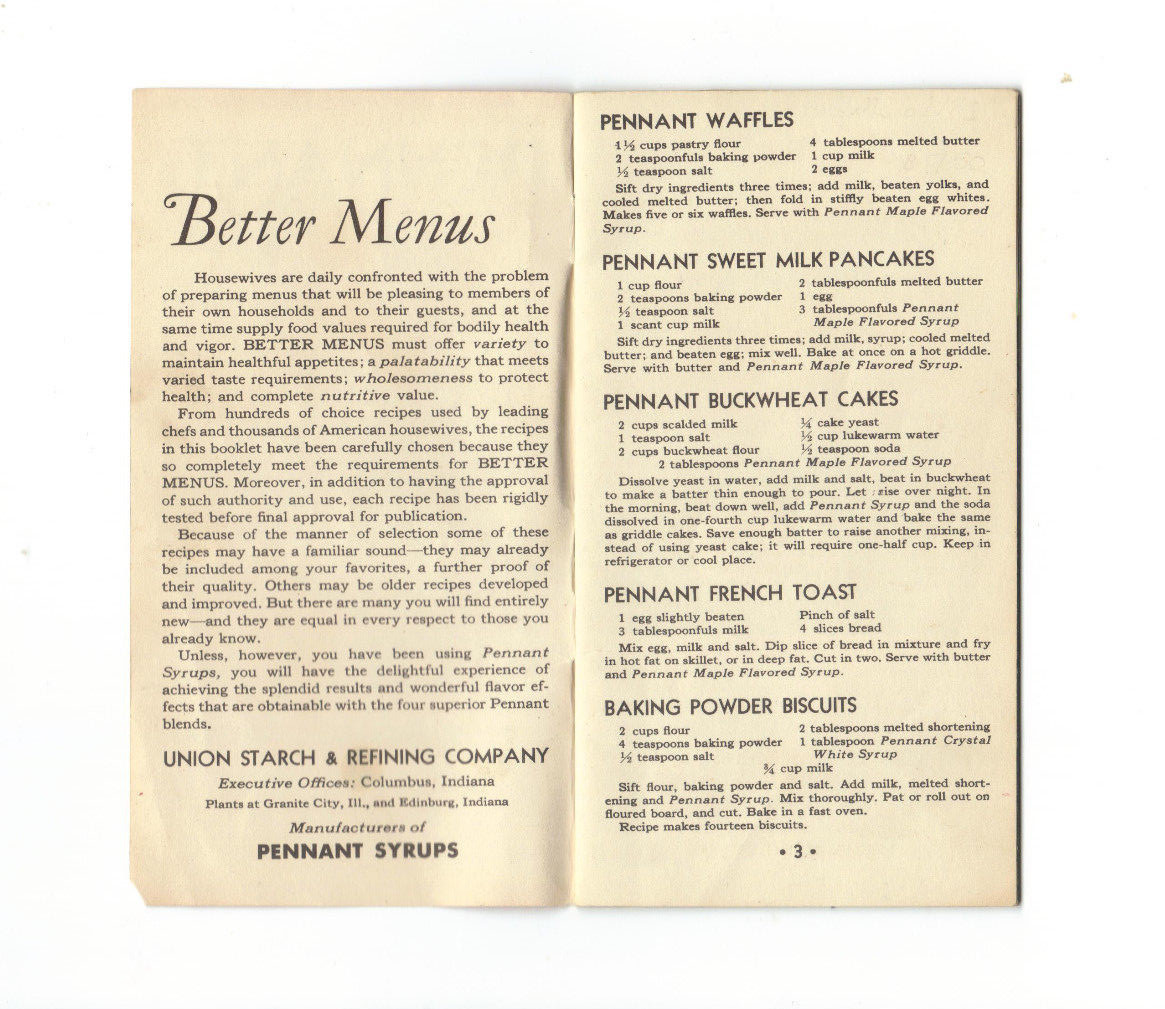 Better Menus
Housewives are daily confronted with the problem
of preparing menus that will be pleasing to members of
their own households and to their guests, and at the
same time supply food values required for bodily health
and vigor. BETTER MENUS must offer variety to
maintain healthful appetites; a palatability that meets
varied taste requirements; wholesomeness to protect
health; and complete nutritive value.
From hundreds of choice recipes used by leading
chefs and thousands of American housewives, the recipes
in this booklet have been carefully chosen because they
so completely meet the requirements for BETTER
MENUS. Moreover, in addition to having the approval
of such authority and use, each recipe has been rigidly
tested before final approval for publication.
Because of the manner of selection some of these
recipes may have a familiar sound—they may already
be included among your favorites, a further proof of
their quality. Others may be older recipes developed
and improved. But there are many you will find entirely
new—and they are equal in every respect to those you
already know.
Unless, however, you have been using Pennant
Syrups, you will have the delightful experience of
achieving the splendid results and wonderful flavor ef-
fects that are obtainable with the four superior Pennant
blends.
UNION STARCH & REFINING COMPANY
Executive Offices: Columbus, Indiana
Plants at Granite City, Ill., and Edinburg, Indiana
Manufacturers of
PENNANT SYRUPS
PENNANT WAFFLES
1½ cups pastry flour 4 tablespoons melted butter
2 teaspoonfuls baking powder 1 cup milk
½ teaspoon salt 2 eggs
Sift dry ingredients three times; add milk, beaten yolks, and
cooled melted butter; then fold in stiffly beaten egg whites.
Makes five or six waffles. Serve with Pennant Maple Flavored
Syrup.
PENNANT SWEET MILK PANCAKES
1 cup flour 2 tablespoonfuls melted butter
2 teaspoons baking powder 1 egg
½ teaspoon salt 3 tablespoonfuls Pennant
1 scant cup milk Maple Flavored Syrup
Sift dry ingredients three times; add milk, syrup; cooled melted
butter; and beaten egg; mix well. Bake at once on a hot griddle.
Serve with butter and Pennant Maple Flavored Syrup.
PENNANT BUCKWHEAT CAKES
2 cups scalded milk ¼ cake yeast
1 teaspoon salt ½ cup lukewarm water
2 cups buckwheat flour ½ teaspoon soda
2 tablespoons Pennant Maple Flavored Syrup
Dissolve yeast in water, add milk and salt, beat in buckwheat
to make a batter thin enough to pour. Let rise over night. In
the morning, beat down well, add Pennant Syrup and the soda
dissolved in one-fourth cup lukewarm water and bake the same
as griddle cakes. Save enough batter to raise another mixing, in-
stead of using yeast cake; it will require one-half cup. Keep in
refrigerator or cool place.
PENNANT FRENCH TOAST
1 egg slightly beaten Pinch of salt
3 tablespoonfuls milk 4 slices bread
Mix egg, milk and salt. Dip slice of bread in mixture and fry
in hot fat on skillet, or in deep fat. Cut in two. Serve with butter
and Pennant Maple Flavored Syrup.
BAKING POWDER BISCUITS
2 cups flour 2 tablespoons melted shortening
4 teaspoons baking powder 1 tablespoon Pennant Crystal
½ teaspoon salt White Syrup
¾ cup milk
Sift flour, baking powder and salt. Add milk, melted short-
ening and Pennant Syrup. Mix thoroughly. Pat or roll out on
floured board, and cut. Bake in a fast oven.
Recipe makes fourteen biscuits.
• 3 •